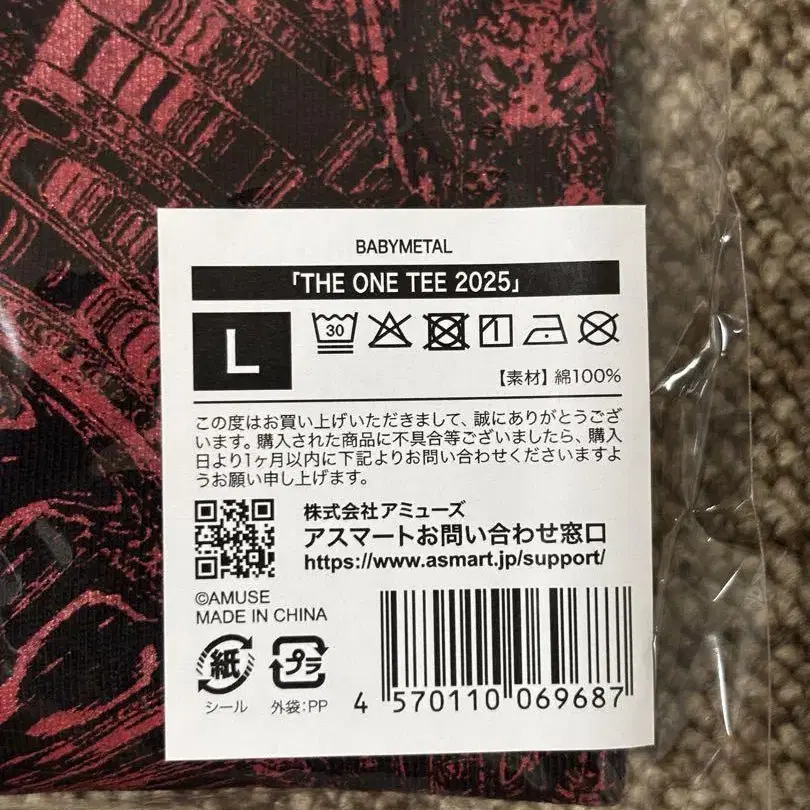 BABYMETAL
「THE ONE TEE 2025」
L
30
【素材】綿100%
この度はお買い上げいただきまして、誠にありがとうござ
います。購入された商品に不具合等ございましたら、購入
日より1ヶ月以内に下記よりお問い合わせくださいますよ
うお願い申し上げます。
株式会社アミューズ
アスマートお問い合わせ窓口
https://www.asmart.jp/support/
©AMUSE
MADE IN CHINA
紙
プラ
シール
外袋:PP
4 570110 069687